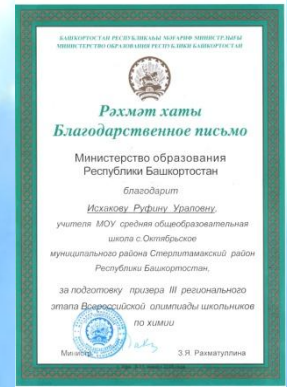 БАШКОРТОСТАН РЕСПУБЛИКАҺЫ МӘҒАРИФ МИНИСТРЛЫҒЫ
МИНИСТЕРСТВО ОБРАЗОВАНИЯ РЕСПУБЛИКИ БАШКОРТОСТАН
Рәхмәт хаты
Благодарственное письмо
Министерство образования
Республики Башкортостан
благодарит
Исхакову Руфину Ураловну,
учителя МОУ средняя общеобразовательная
школа с.Октябрьское
муниципального района Стерлитамакский район
Республики Башкортостан,
за подготовку призера III регионального
этапа Всероссийской олимпиады школьников
по химии
Министр
З.Я. Рахматуллина